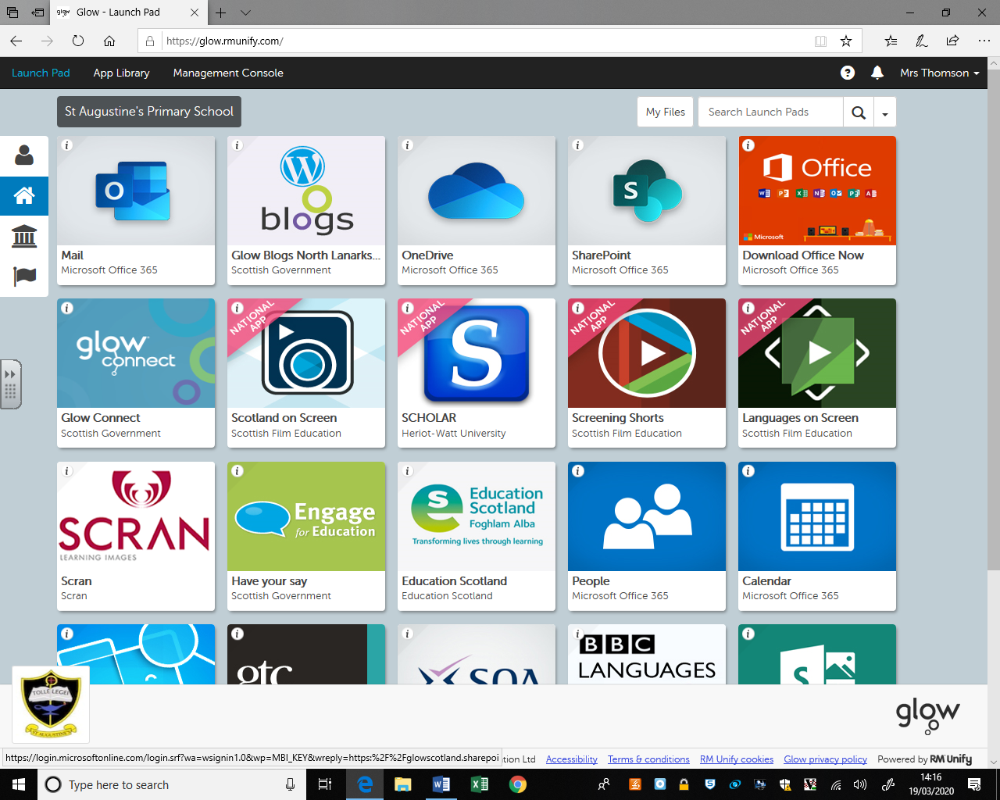 Glow - Launch Pad
https://glow.rmunify.com/
Launch Pad App Library Management Console Mrs Thomson
St Augustine's Primary School My Files Search Launch Pads
blogs
Office
Microsoft
Mail Glow Blogs North Lanarks... OneDrive SharePoint Download Office Now
Microsoft Office 365 Scottish Government Microsoft Office 365 Microsoft Office 365 Microsoft Office 365
glow connect
NATIONAL APP NATIONAL APP NATIONAL APP NATIONAL APP
S
Glow Connect Scotland on Screen SCHOLAR Screening Shorts Languages on Screen
Scottish Government Scottish Film Education Heriot-Watt University Scottish Film Education Scottish Film Education
SCRAN
LEARNING IMAGES
Engage
for Education
Education
Scotland
Foghlam Alba
Transforming lives through learning
Scran Have your say Education Scotland People Calendar
Scran Scottish Government Education Scotland Microsoft Office 365 Microsoft Office 365
gtc SQA BBC
LANGUAGES
S
TOLLE LEGE
ST AUGUSTINE'S
glow
https://login.microsoftonline.com/login.srf?wa=wsignin1.0&wp=MBI_KEY&wreply=https:%2F%2Fglowscotland.sharepoi
tion Ltd Accessibility Terms & conditions RM Unify cookies Glow privacy policy Powered by RM Unify
Type here to search
14:16
19/03/2020